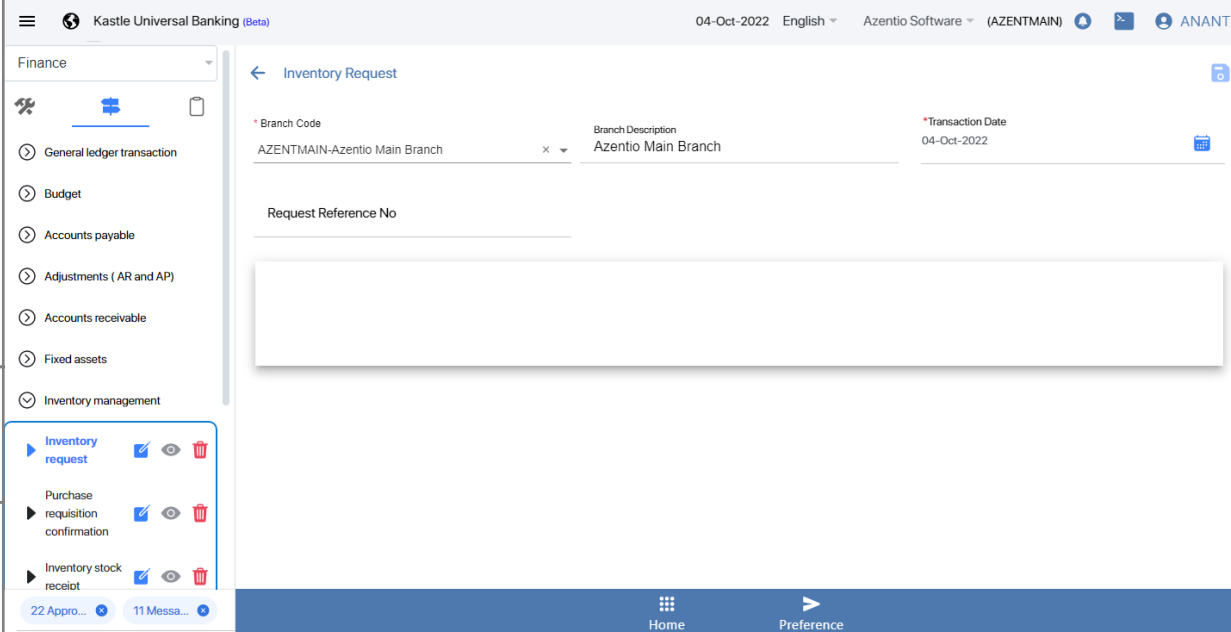 Kastle Universal Banking (Beta)
04-Oct-2022 English Azentio Software (AZENTMAIN) ANANT
Finance
Inventory Request
General ledger transaction
Budget
Accounts payable
Adjustments ( AR and AP)
Accounts receivable
Fixed assets
Inventory management
Inventory
request
Purchase
requisition
confirmation
Inventory stock
receipt
22 Appro...
11 Messa...
* Branch Code
AZENTMAIN-Azentio Main Branch
Branch Description
Azentio Main Branch
*Transaction Date
04-Oct-2022
Request Reference No
Home
Preference